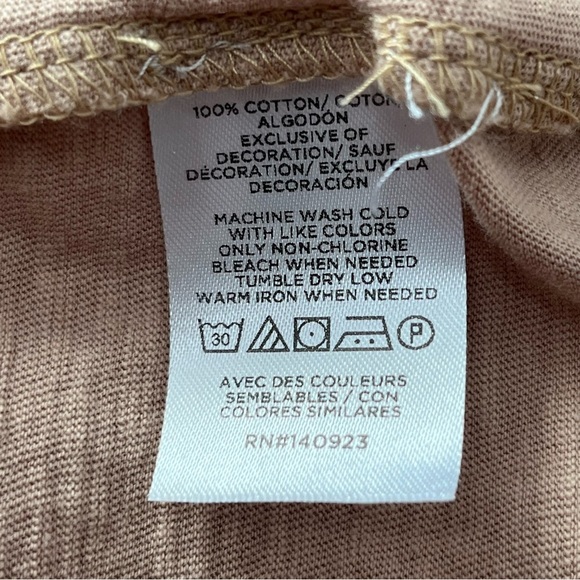 100% COTTON/ COTON/
ALGODÓN
EXCLUSIVE OF
DECORATION/ SAUF
DÉCORATION/ EXCLUYE LA
DECORACIÓN
MACHINE WASH COLD
WITH LIKE COLORS
ONLY NON-CHLORINE
BLEACH WHEN NEEDED
TUMBLE DRY LOW
WARM IRON WHEN NEEDED
30 P
AVEC DES COULEURS
SEMBLABLES / CON
COLORES SIMILARES
RN#140923